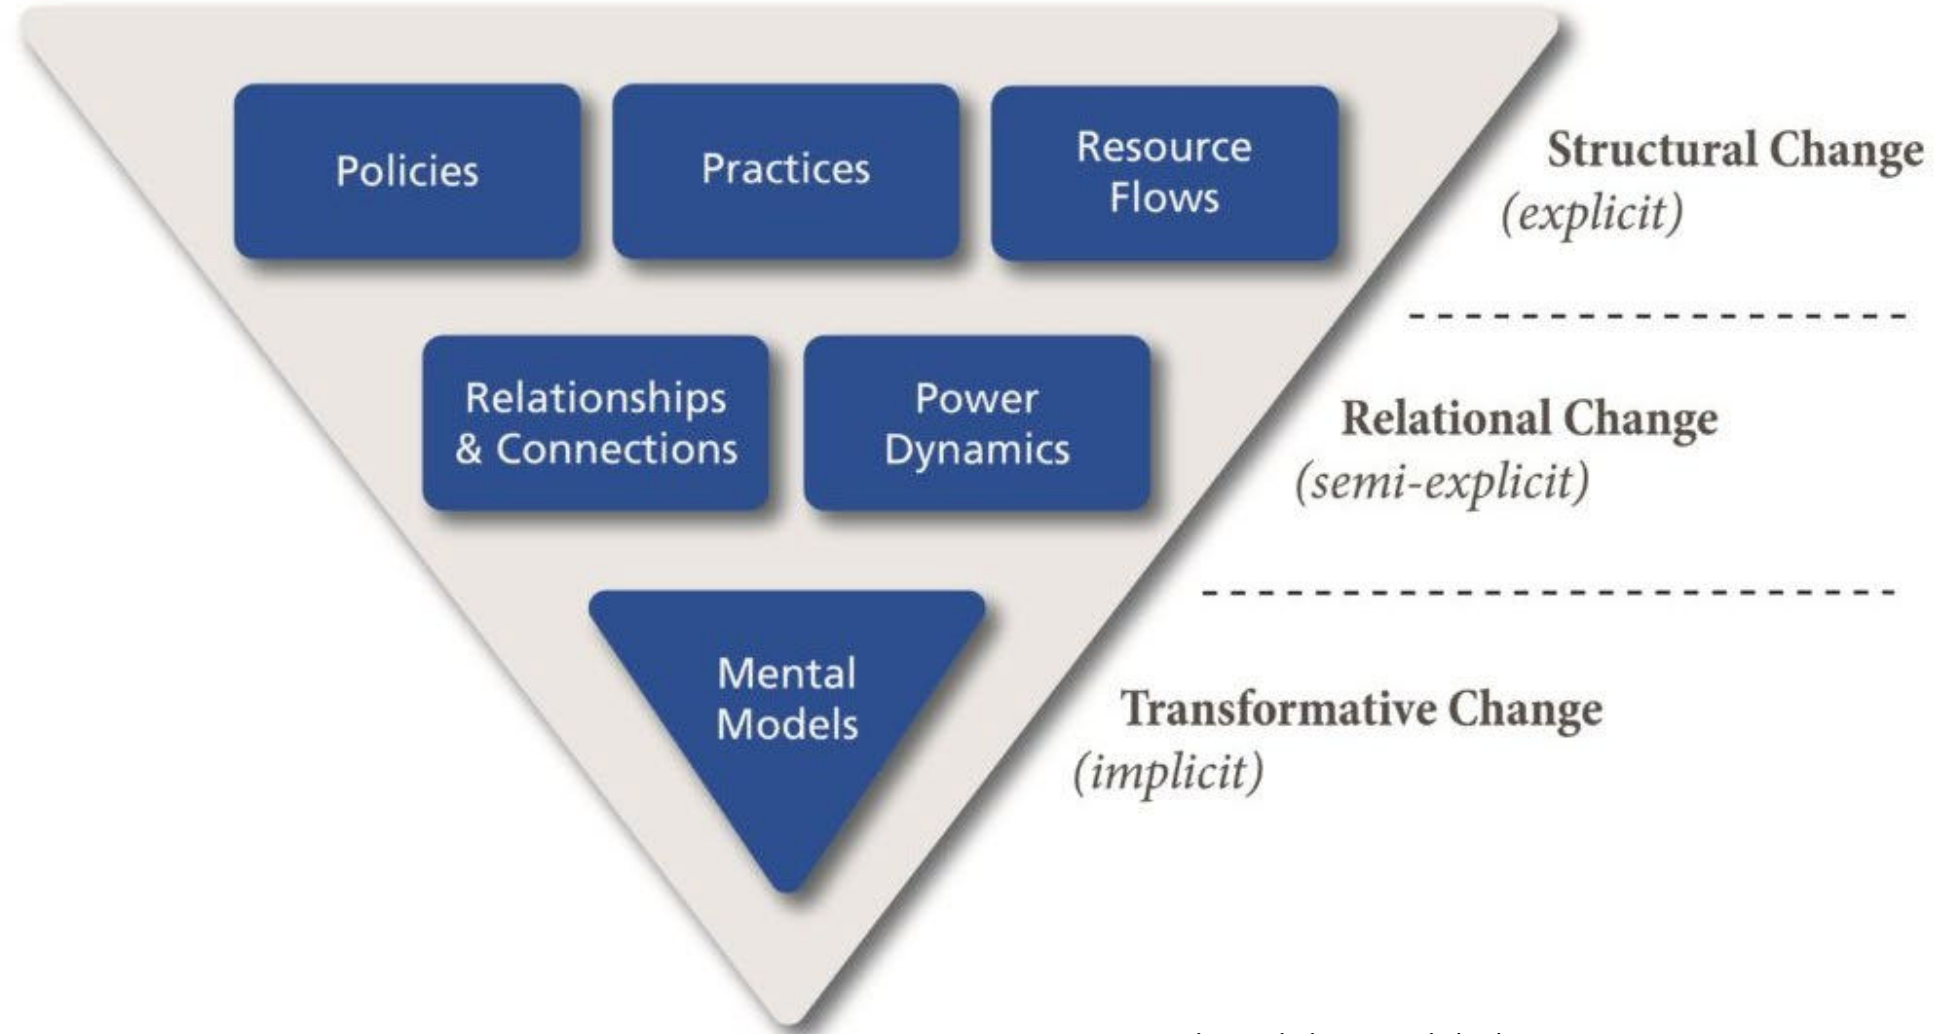 Policies
Practices
Resource
Flows
Structural Change
(explicit)
Relationships
& Connections
Power
Dynamics
Relational Change
(semi-explicit)
Mental
Models
Transformative Change
(implicit)